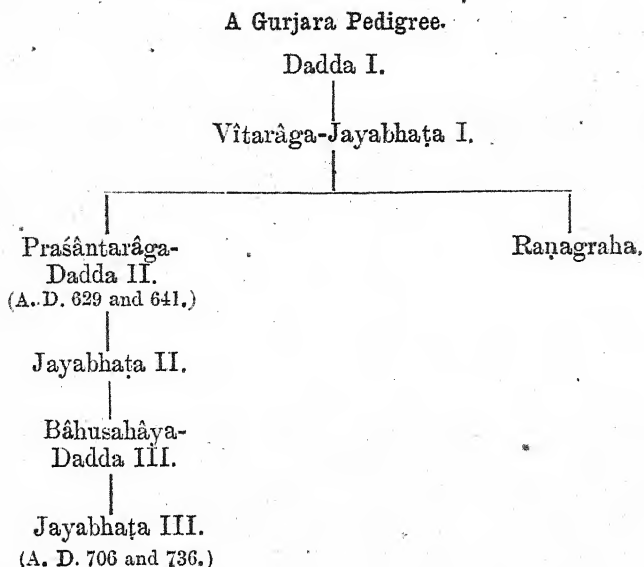 A Gurjara Pedigree.
Dadda I.
Vîtarâga-Jayabhaṭa I.
Praśântarâga-
Dadda II.
(A. D. 629 and 641.)
Raṇagraha.
Jayabhaṭa II.
Bâhusahâya-
Dadda III.
Jayabhaṭa III.
(A. D. 706 and 736.)